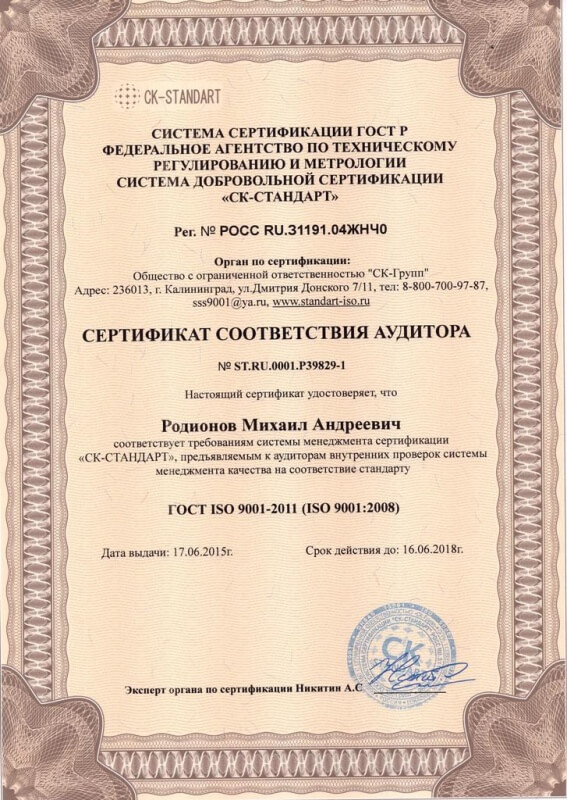 CK-STANDART
СИСТЕМА СЕРТИФИКАЦИИ ГОСТ Р
ФЕДЕРАЛЬНОЕ АГЕНТСТВО ПО ТЕХНИЧЕСКОМУ
РЕГУЛИРОВАНИЮ И МЕТРОЛОГИИ
СИСТЕМА ДОБРОВОЛЬНОЙ СЕРТИФИКАЦИИ
«СК-СТАНДАРТ»
Рег. № РОСС RU.31191.04ЖНЧ0
Орган по сертификации:
Общество с ограниченной ответственностью "СК-Групп"
Адрес: 236013, г. Калининград, ул.Дмитрия Донского 7/11, тел: 8-800-700-97-87,
sss9001@ya.ru, www.standart-iso.ru
СЕРТИФИКАТ СООТВЕТСТВИЯ АУДИТОРА
№ ST.RU.0001.P39829-1
Настоящий сертификат удостоверяет, что
Родионов Михаил Андреевич
соответствует требованиям системы менеджмента сертификации
«СК-СТАНДАРТ», предъявляемым к аудиторам внутренних проверок системы
менеджмента качества на соответствие стандарту
ГОСТ ISO 9001-2011 (ISO 9001:2008)
Дата выдачи: 17.06.2015г. Срок действия до: 16.06.2018г.
СК
Эксперт органа по сертификации Никитин А.С